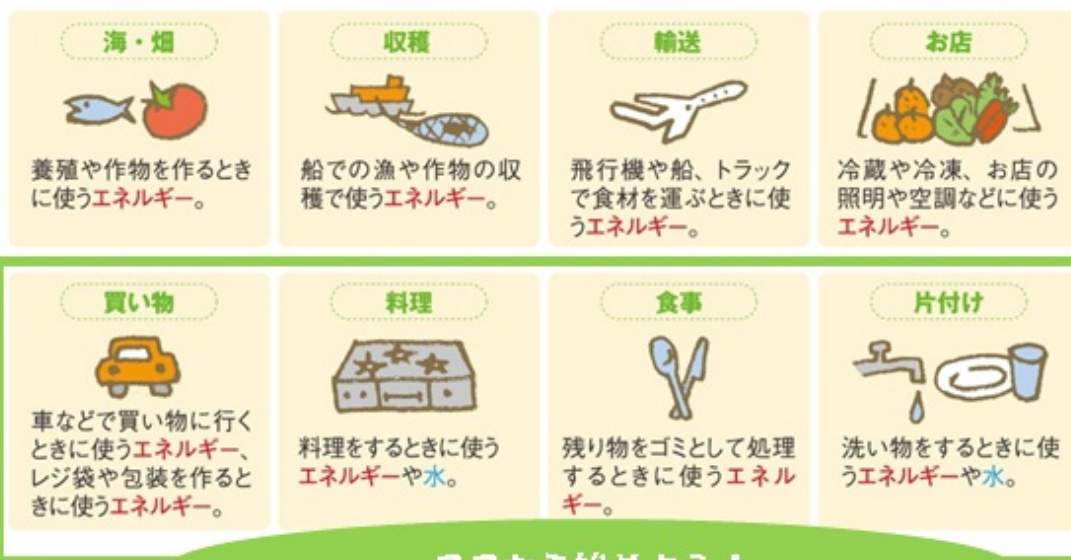 海・畑
養殖や作物を作るとき
に使うエネルギー。
収穫
船での漁や作物の収
穫で使うエネルギー。
輸送
飛行機や船、トラック
で食材を運ぶときに使
うエネルギー。
お店
冷蔵や冷凍、お店の
照明や空調などに使う
エネルギー。
買い物
車などで買い物に行く
ときに使うエネルギー、
レジ袋や包装を作ると
きに使うエネルギー。
料理
料理をするときに使う
エネルギーや水。
食事
残り物をゴミとして処理
するときに使うエネル
ギー。
片付け
洗い物をするときに使
うエネルギーや水。